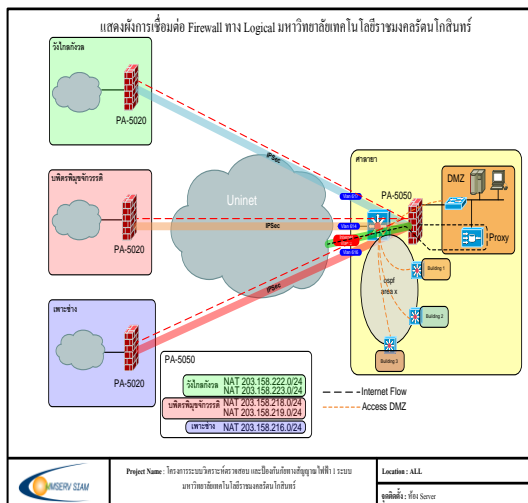 แสดงผังการเชื่อมต่อ Firewall ทาง Logical มหาวิทยาลัยเทคโนโลยีราชมงคลรัตนโกสินทร์
วังไกลกังวล
PA-5020
IPSec
บพิตรพิมุขจักรวรรดิ
PA-5020
IPSec
Uninet
เพาะช่าง
PA-5020
IPSec
ศาลายา
PA-5050
DMZ
Proxy
Vlan
Vlan
Vlan
ospf
area x
Building 1
Building 2
Building 3
PA-5050
วังไกลกังวล NAT 203.158.222.0/24
NAT 203.158.223.0/24
บพิตรพิมุขจักรวรรดิ NAT 203.158.218.0/24
NAT 203.158.219.0/24
เพาะช่าง NAT 203.158.216.0/24
Internet Flow
Access DMZ
COMMSERV SIAM
Project Name : โครงการระบบวิเคราะห์ตรวจสอบ และป้องกันภัยทางสัญญาณไฟฟ้า 1 ระบบ
มหาวิทยาลัยเทคโนโลยีราชมงคลรัตนโกสินทร์
Location : ALL
จุดติดตั้ง : ห้อง Server